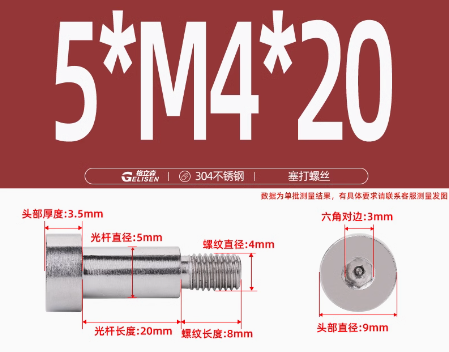 5*M4*20
格立森
GELISEN
304不锈钢
塞打螺丝
数据为单批测量结果，有具体要求请联系客服测量发图
头部厚度:3.5mm
光杆直径:5mm
螺纹直径:4mm
六角对边:3mm
光杆长度:20mm
螺纹长度:8mm
头部直径:9mm